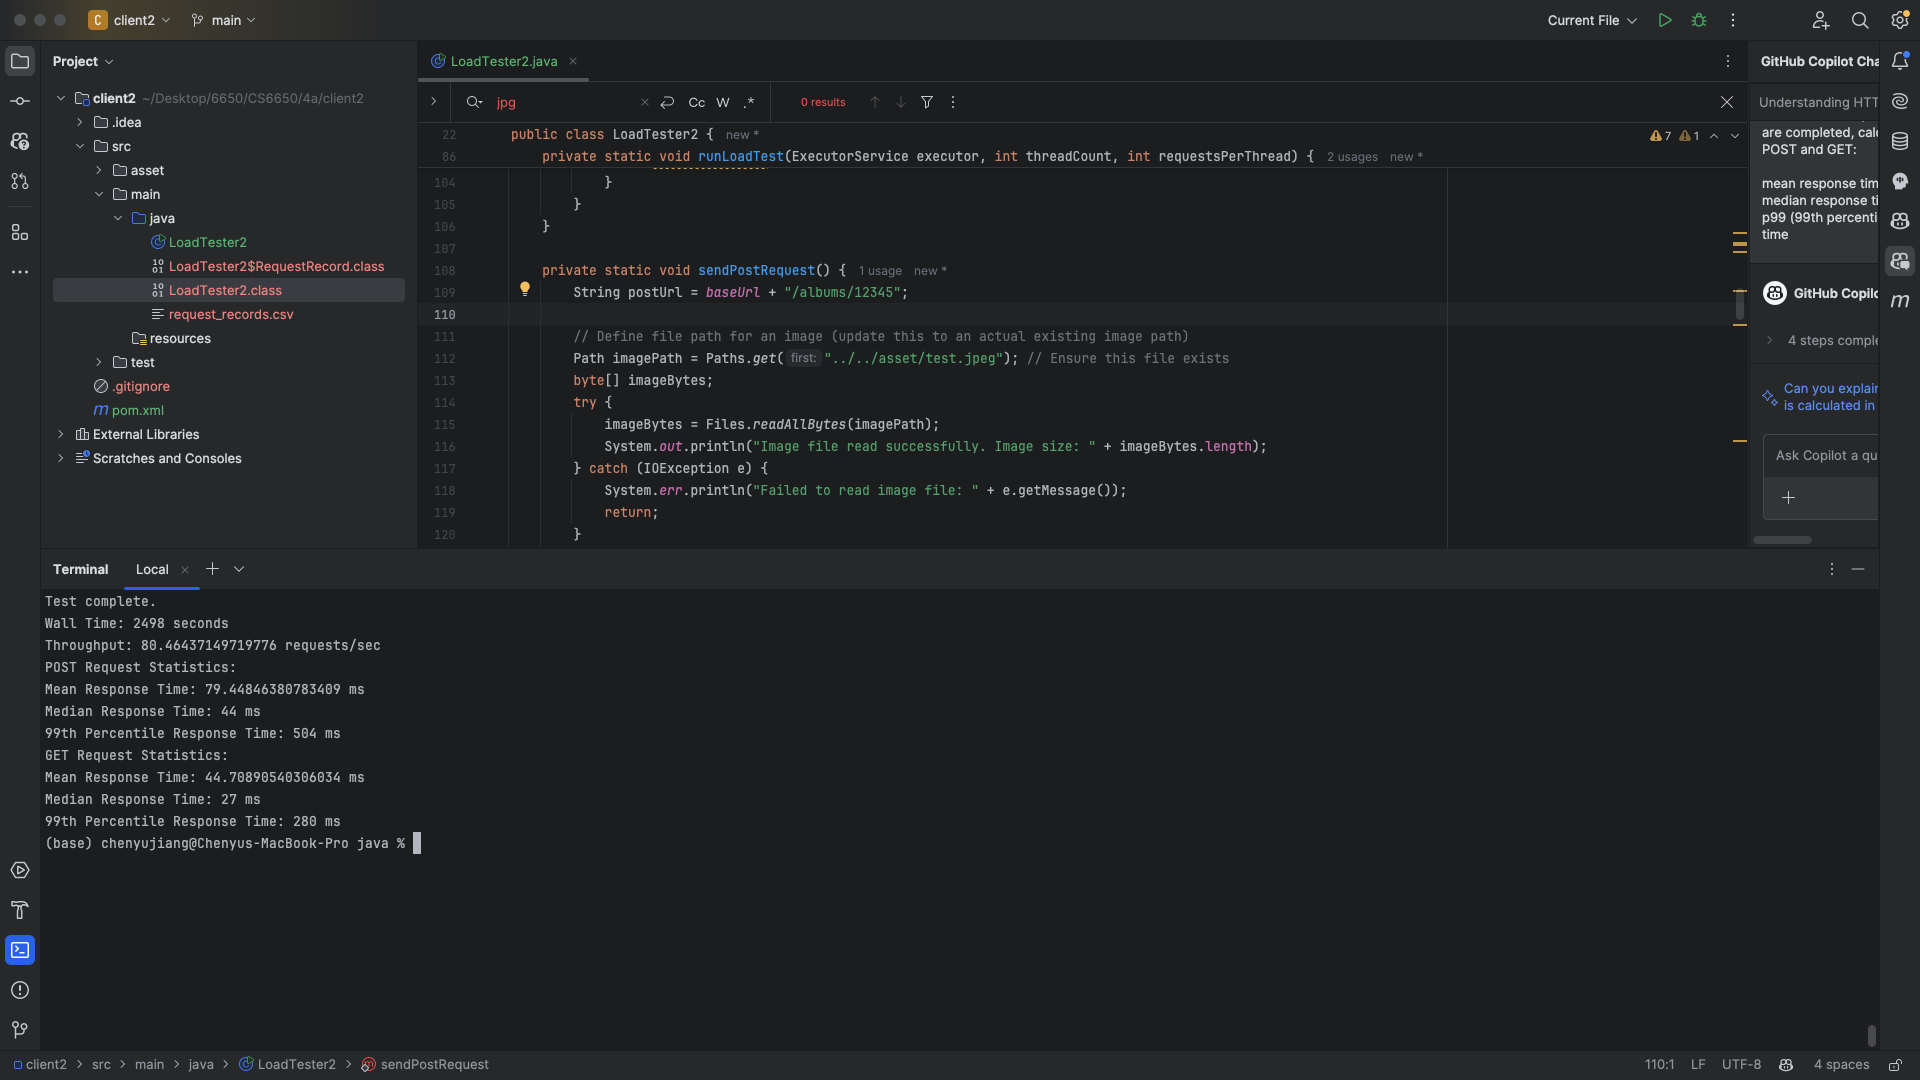 C client2 main
Current File
Project
client2 ~/Desktop/6650/CS6650/4a/client2
.idea
src
asset
main
java
LoadTester2
LoadTester2$RequestRecord.class
LoadTester2.class
request_records.csv
resources
test
.gitignore
m pom.xml
External Libraries
Scratches and Consoles
LoadTester2.java
jpg
Cc W .*
0 results
22 public class LoadTester2 { new *
86 private static void runLoadTest(ExecutorService executor, int threadCount, int requestsPerThread) { 2 usages new *
7 1
104 }
105 }
106 }
107
108 private static void sendPostRequest() { 1 usage new *
109 String postUrl = baseUrl + "/albums/12345";
110
111 // Define file path for an image (update this to an actual existing image path)
112 Path imagePath = Paths.get( first: "../../asset/test.jpeg"); // Ensure this file exists
113 byte[] imageBytes;
114 try {
115 imageBytes = Files.readAllBytes(imagePath);
116 System.out.println("Image file read successfully. Image size: " + imageBytes.length);
117 } catch (IOException e) {
118 System.err.println("Failed to read image file: " + e.getMessage());
119 return;
120 }
GitHub Copilot Cha
Understanding HTT
are completed, calc
POST and GET:
mean response tim
median response ti
p99 (99th percenti
time
GitHub Copilo
4 steps comple
Can you explain
is calculated in
Ask Copilot a qu
m
Terminal Local
Test complete.
Wall Time: 2498 seconds
Throughput: 80.46437149719776 requests/sec
POST Request Statistics:
Mean Response Time: 79.44846380783409 ms
Median Response Time: 44 ms
99th Percentile Response Time: 504 ms
GET Request Statistics:
Mean Response Time: 44.70890540306034 ms
Median Response Time: 27 ms
99th Percentile Response Time: 280 ms
(base) chenyujiang@Chenyus-MacBook-Pro java %
client2 > src > main > java > LoadTester2 > sendPostRequest
110:1 LF UTF-8 4 spaces